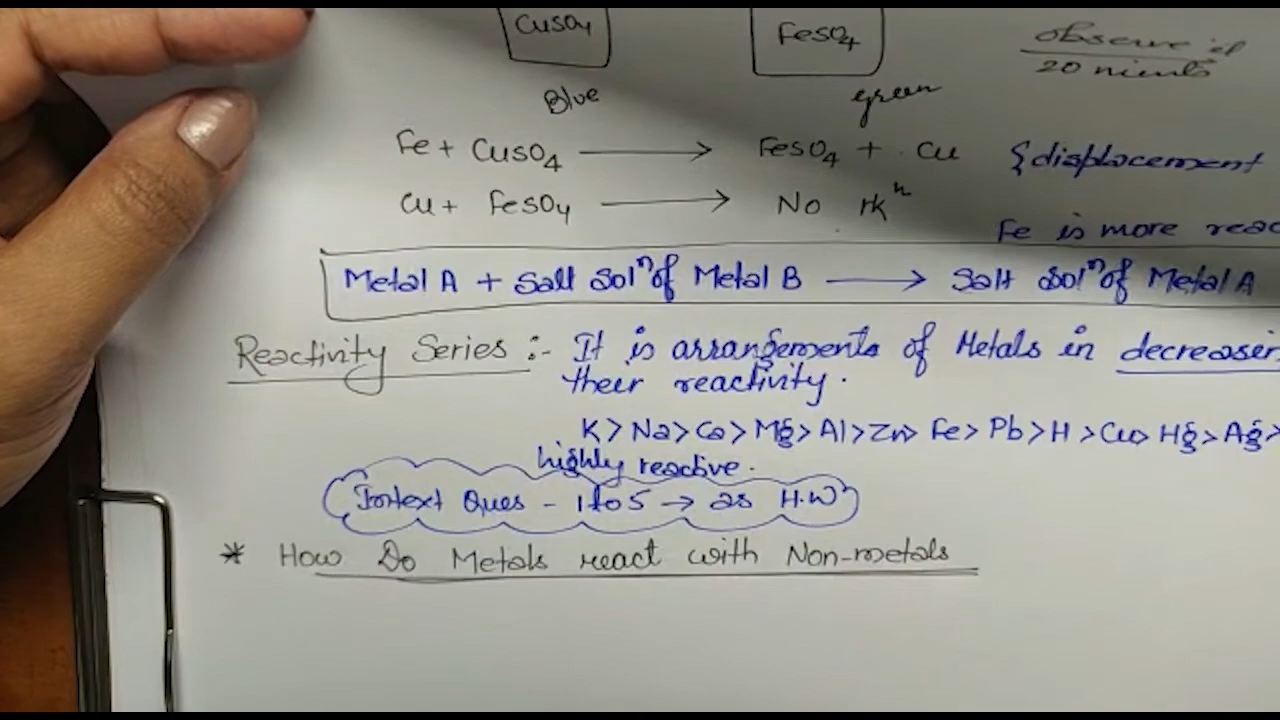 CuSO4 FeSO4 observe it
20 
Blue green
Fe + CuSO4 → FeSO4 + Cu {displacement
Cu + FeSO4 → No rxn
Fe is more reac
Metal A + Salt Soln of Metal B → Salt Soln of Metal A
Reactivity Series :- It is arrangements of Metals in decreasin
their reactivity.
K > Na > Ca > Mg > Al > Zn > Fe > Pb > H > Cu > Hg > Ag >
highly reactive.
Intext Ques - 1 to 5 → as H.W
* How Do Metals react with Non-metals